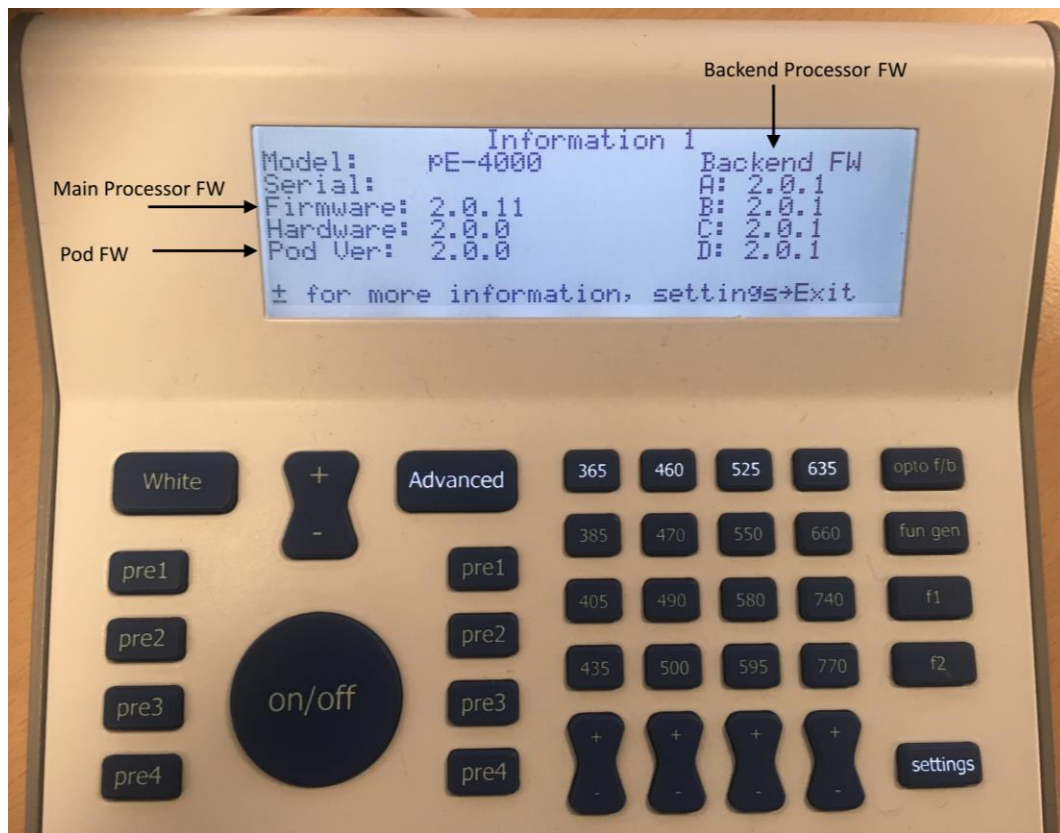 Backend Processor FW
Main Processor FW
Pod FW
Information 1
Model: pE-4000 Backend FW
Serial: A: 2.0.1
Firmware: 2.0.11 B: 2.0.1
Hardware: 2.0.0 C: 2.0.1
Pod Ver: 2.0.0 D: 2.0.1
± for more information, settings→Exit
White + Advanced 365 460 525 635 opto f/b
-
385 470 550 660 fun gen
pre1 pre1
405 490 580 740 f1
pre2 pre2
435 500 595 770 f2
on/off
pre3 pre3
+ + + +
pre4 pre4 settings
- - - -